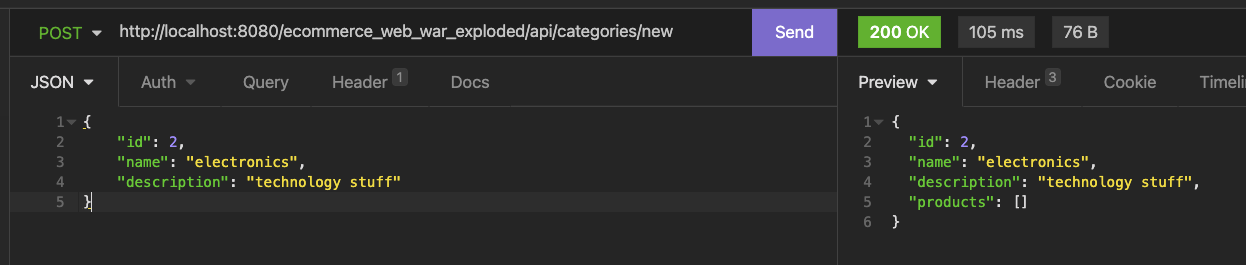 POST http://localhost:8080/ecommerce_web_war_exploded/api/categories/new Send 200 OK 105 ms 76 B
JSON Auth Query Header 1 Docs Preview Header 3 Cookie Timeli
1 {
2 "id": 2,
3 "name": "electronics",
4 "description": "technology stuff"
5 }
1 {
2 "id": 2,
3 "name": "electronics",
4 "description": "technology stuff",
5 "products": []
6 }